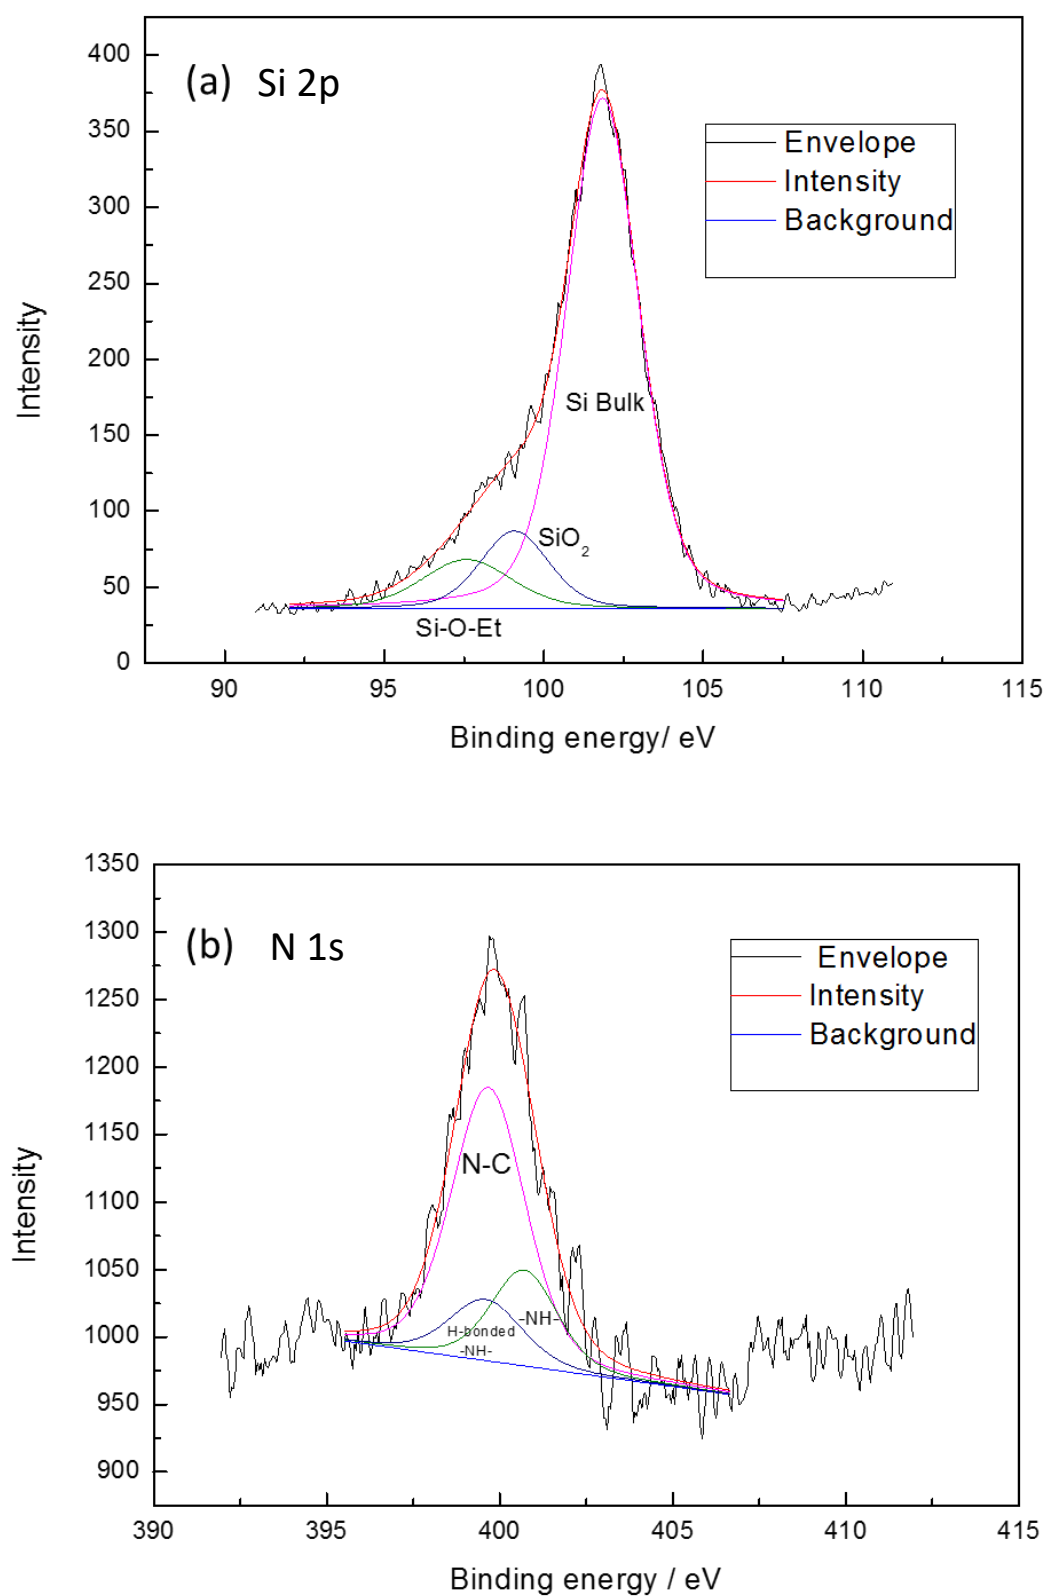 (a) Si 2p
Envelope
Intensity
Background
Si Bulk
SiO2
Si-O-Et
400
350
300
250
200
150
100
50
0
90 95 100 105 110 115
Intensity
Binding energy/ eV
(b) N 1s
Envelope
Intensity
Background
N-C
-NH-
H-bonded
-NH-
1350
1300
1250
1200
1150
1100
1050
1000
950
900
390 395 400 405 410 415
Intensity
Binding energy / eV